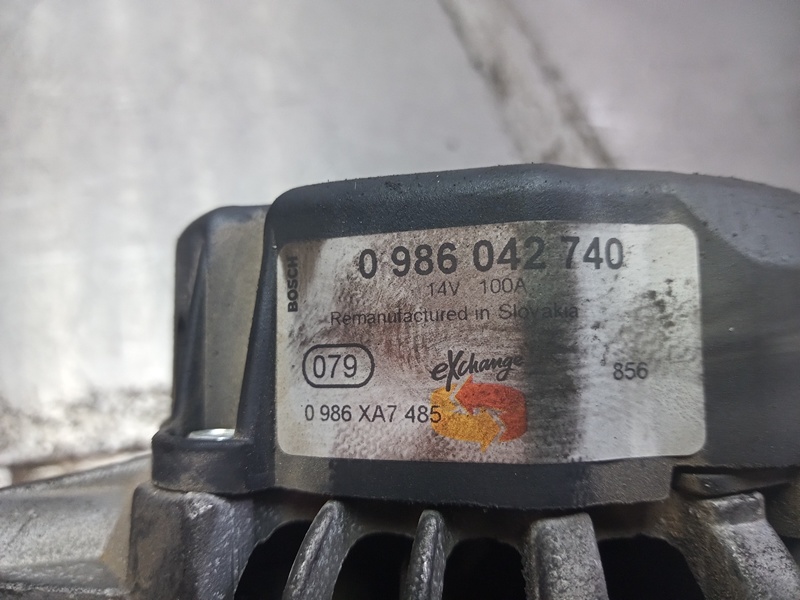 BOSCH
0 986 042 740
14V 100A
Remanufactured in Slovakia
079
eXchange
856
0 986 XA7 485